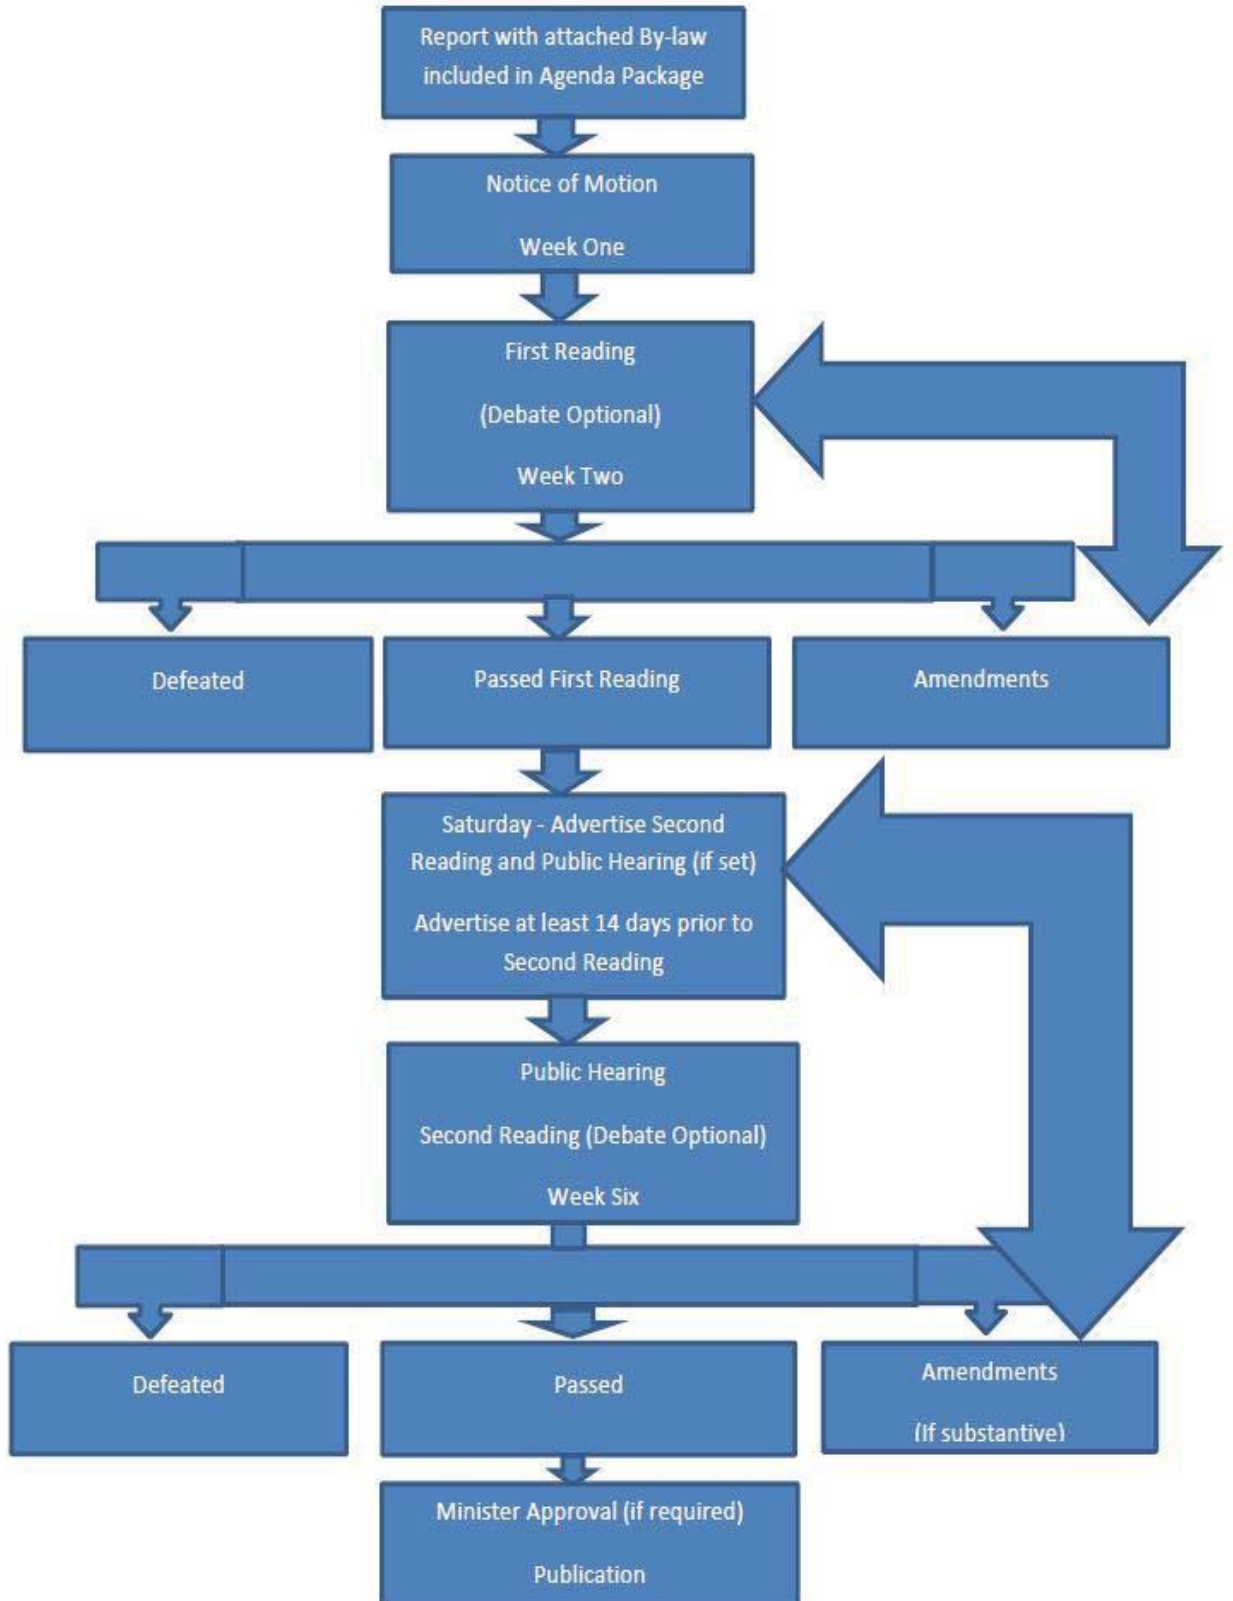 Report with attached By-law
included in Agenda Package
Notice of Motion
Week One
First Reading
(Debate Optional)
Week Two
Defeated
Passed First Reading
Amendments
Saturday - Advertise Second
Reading and Public Hearing (if set)
Advertise at least 14 days prior to
Second Reading
Public Hearing
Second Reading (Debate Optional)
Week Six
Defeated
Passed
Amendments
(If substantive)
Minister Approval (if required)
Publication